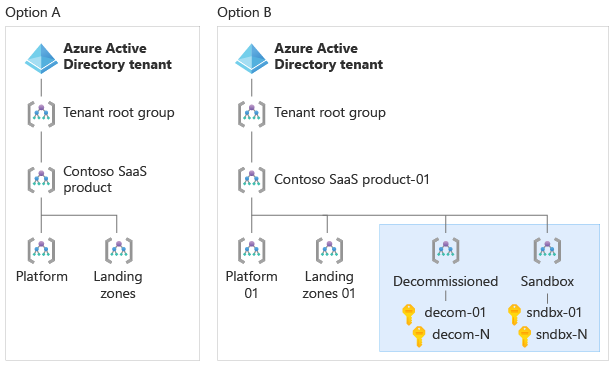 Option A
Azure Active
Directory tenant
Tenant root group
Contoso SaaS
product
Platform
Landing
zones
Option B
Azure Active
Directory tenant
Tenant root group
Contoso SaaS product-01
Platform
01
Landing
zones 01
Decommissioned
decom-01
decom-N
Sandbox
sndbx-01
sndbx-N